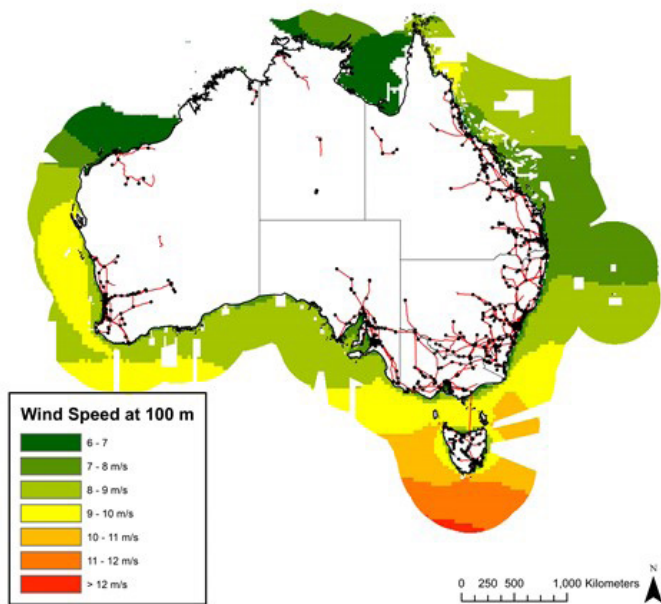 Wind Speed at 100 m
6 - 7
7 - 8 m/s
8 - 9 m/s
9 - 10 m/s
10 - 11 m/s
11 - 12 m/s
> 12 m/s
N
0 250 500 1,000 Kilometers